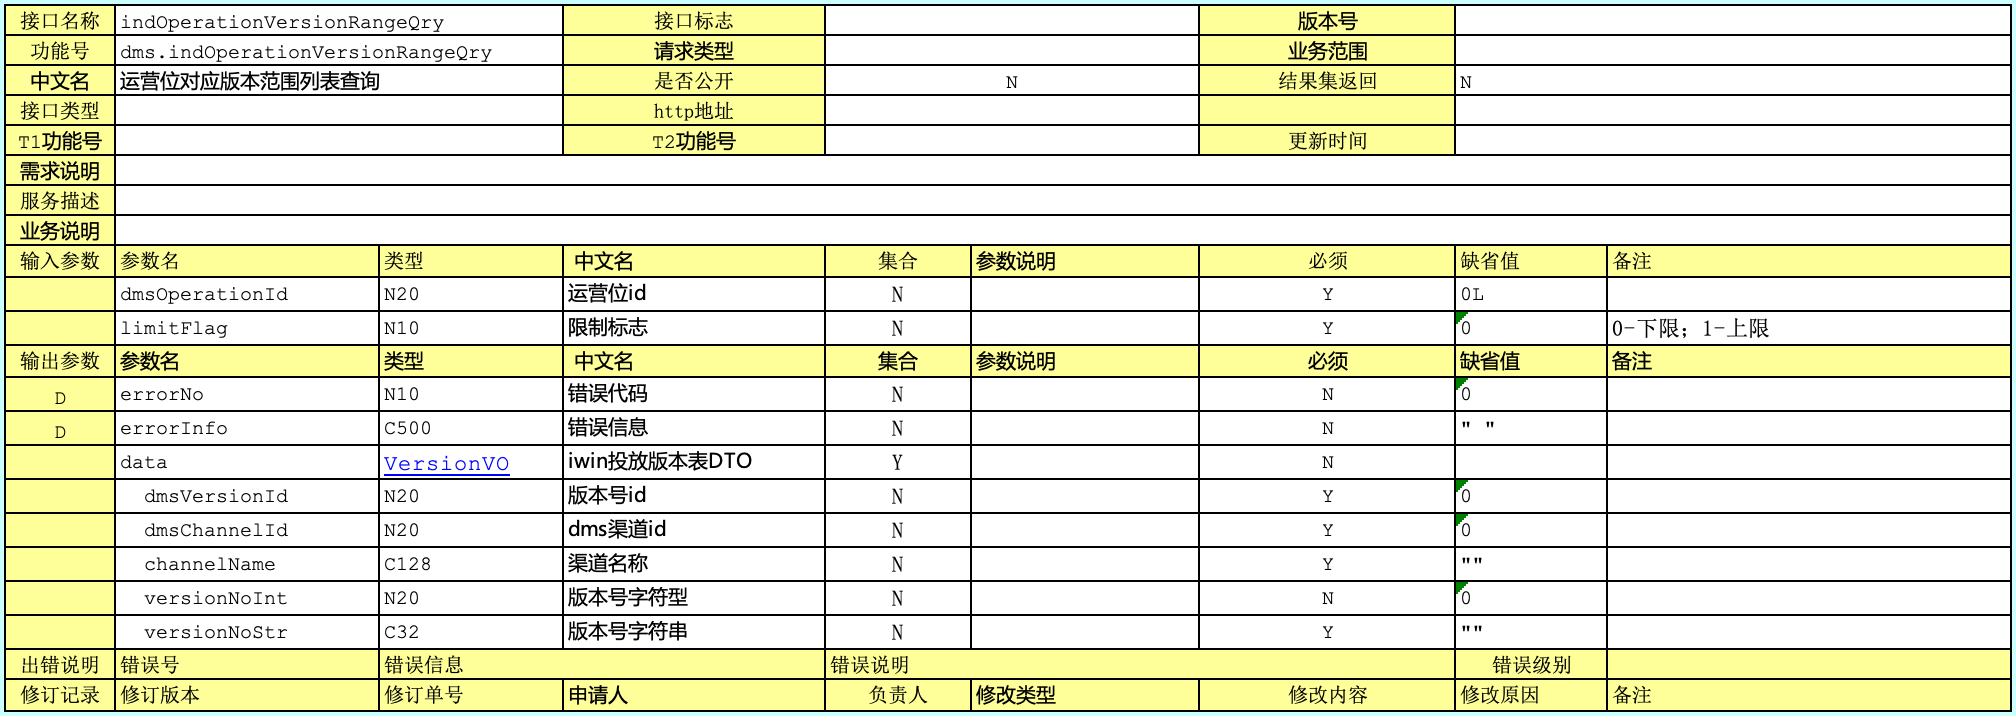 接口名称 indOperationVersionRangeQry 接口标志 版本号
功能号 dms.indOperationVersionRangeQry 请求类型 业务范围
中文名 运营位对应版本范围列表查询 是否公开 N 结果集返回 N
接口类型 http地址
T1功能号 T2功能号 更新时间
需求说明
服务描述
业务说明
输入参数 参数名 类型 中文名 集合 参数说明 必须 缺省值 备注
dmsOperationId N20 运营位id N Y 0L
limitFlag N10 限制标志 N Y 0 0-下限；1-上限
输出参数 参数名 类型 中文名 集合 参数说明 必须 缺省值 备注
D errorNo N10 错误代码 N N 0
D errorInfo C500 错误信息 N N " "
data VersionVO iwin投放版本表DTO Y N
dmsVersionId N20 版本号id N Y 0
dmsChannelId N20 dms渠道id N Y 0
channelName C128 渠道名称 N Y ""
versionNoInt N20 版本号字符型 N N 0
versionNoStr C32 版本号字符串 N Y ""
出错说明 错误号 错误信息 错误说明 错误级别
修订记录 修订版本 修订单号 申请人 负责人 修改类型 修改内容 修改原因 备注